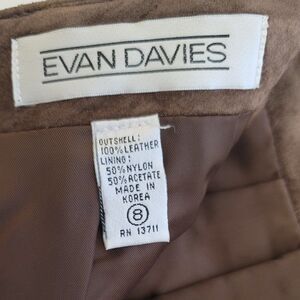 EVAN DAVIES
OUTSHELL:
100%LEATHER
LINING:
50%NYLON
50%ACETATE
MADE IN
KOREA
8
RN 13711